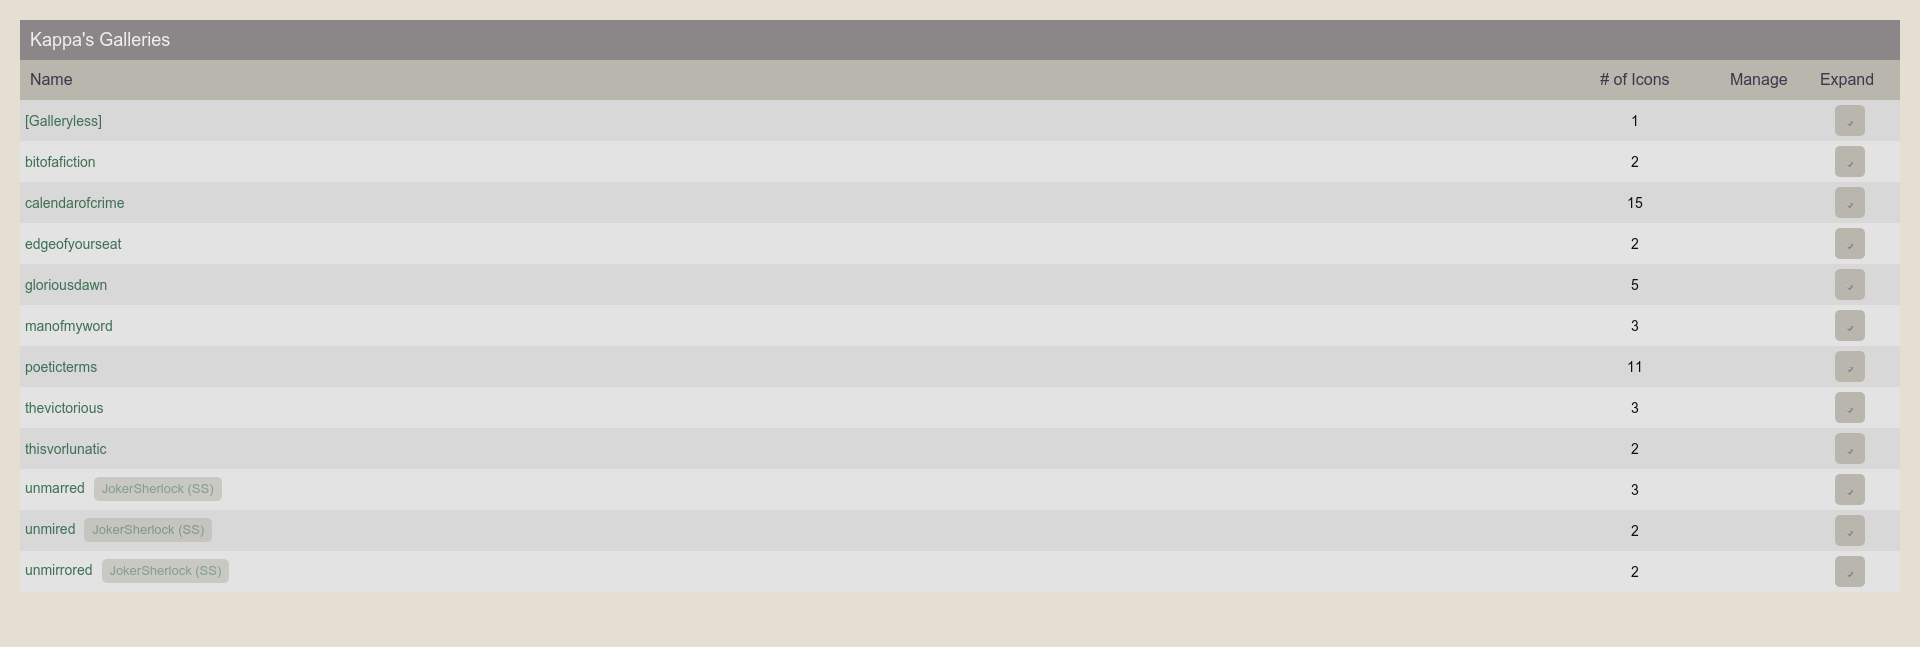 Kappa's Galleries
Name # of Icons Manage Expand
[Galleryless] 1
bitofafiction 2
calendarofcrime 15
edgeofyourseat 2
gloriousdawn 5
manofmyword 3
poeticterms 11
thevictorious 3
thisvorlunatic 2
unmarred JokerSherlock (SS) 3
unmired JokerSherlock (SS) 2
unmirrored JokerSherlock (SS) 2